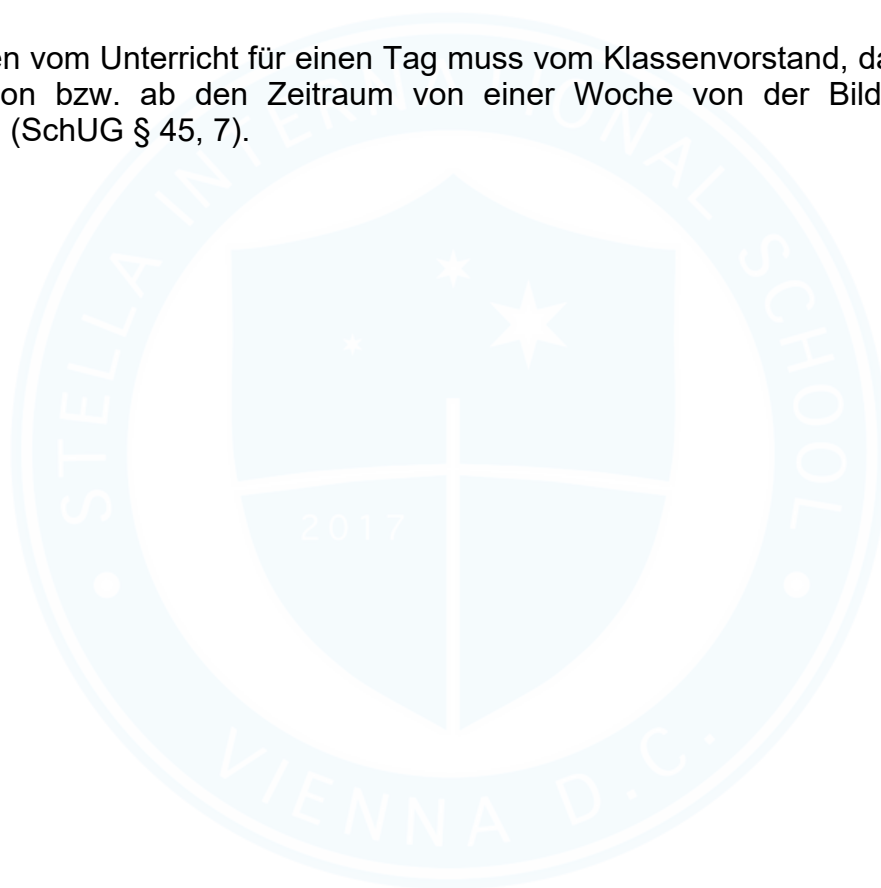 en vom Unterricht für einen Tag muss vom Klassenvorstand, da
on bzw. ab den Zeitraum von einer Woche von der Bild
(SchUG § 45, 7).
STELLA INTERNATIONAL SCHOOL
2017
VIENNA D.C.